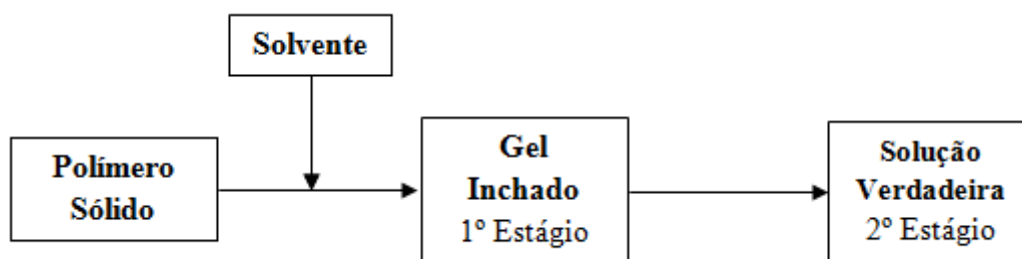 Solvente
Polímero
Sólido
Gel
Inchado
1º Estágio
Solução
Verdadeira
2º Estágio